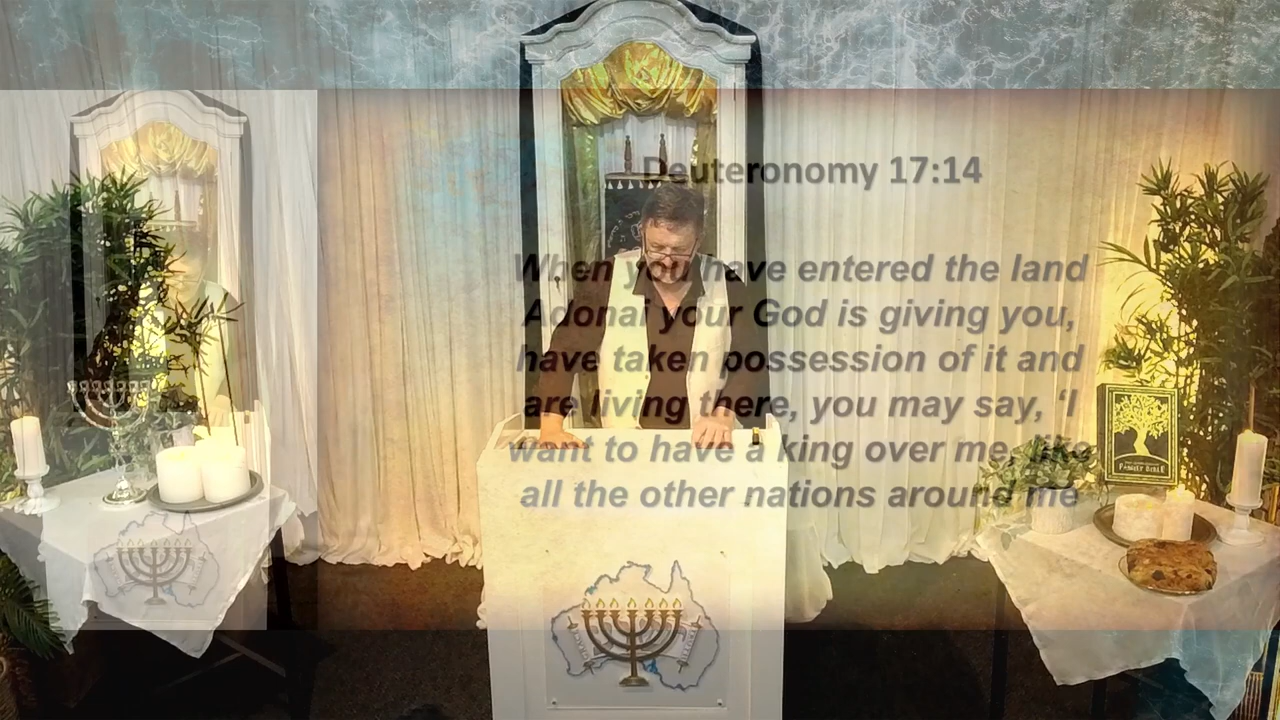 Deuteronomy 17:14
When you have entered the land
Adonai your God is giving you,
have taken possession of it and
are living there, you may say, ‘I
want to have a king over me, like
all the other nations around me
FAMILY BIBLE